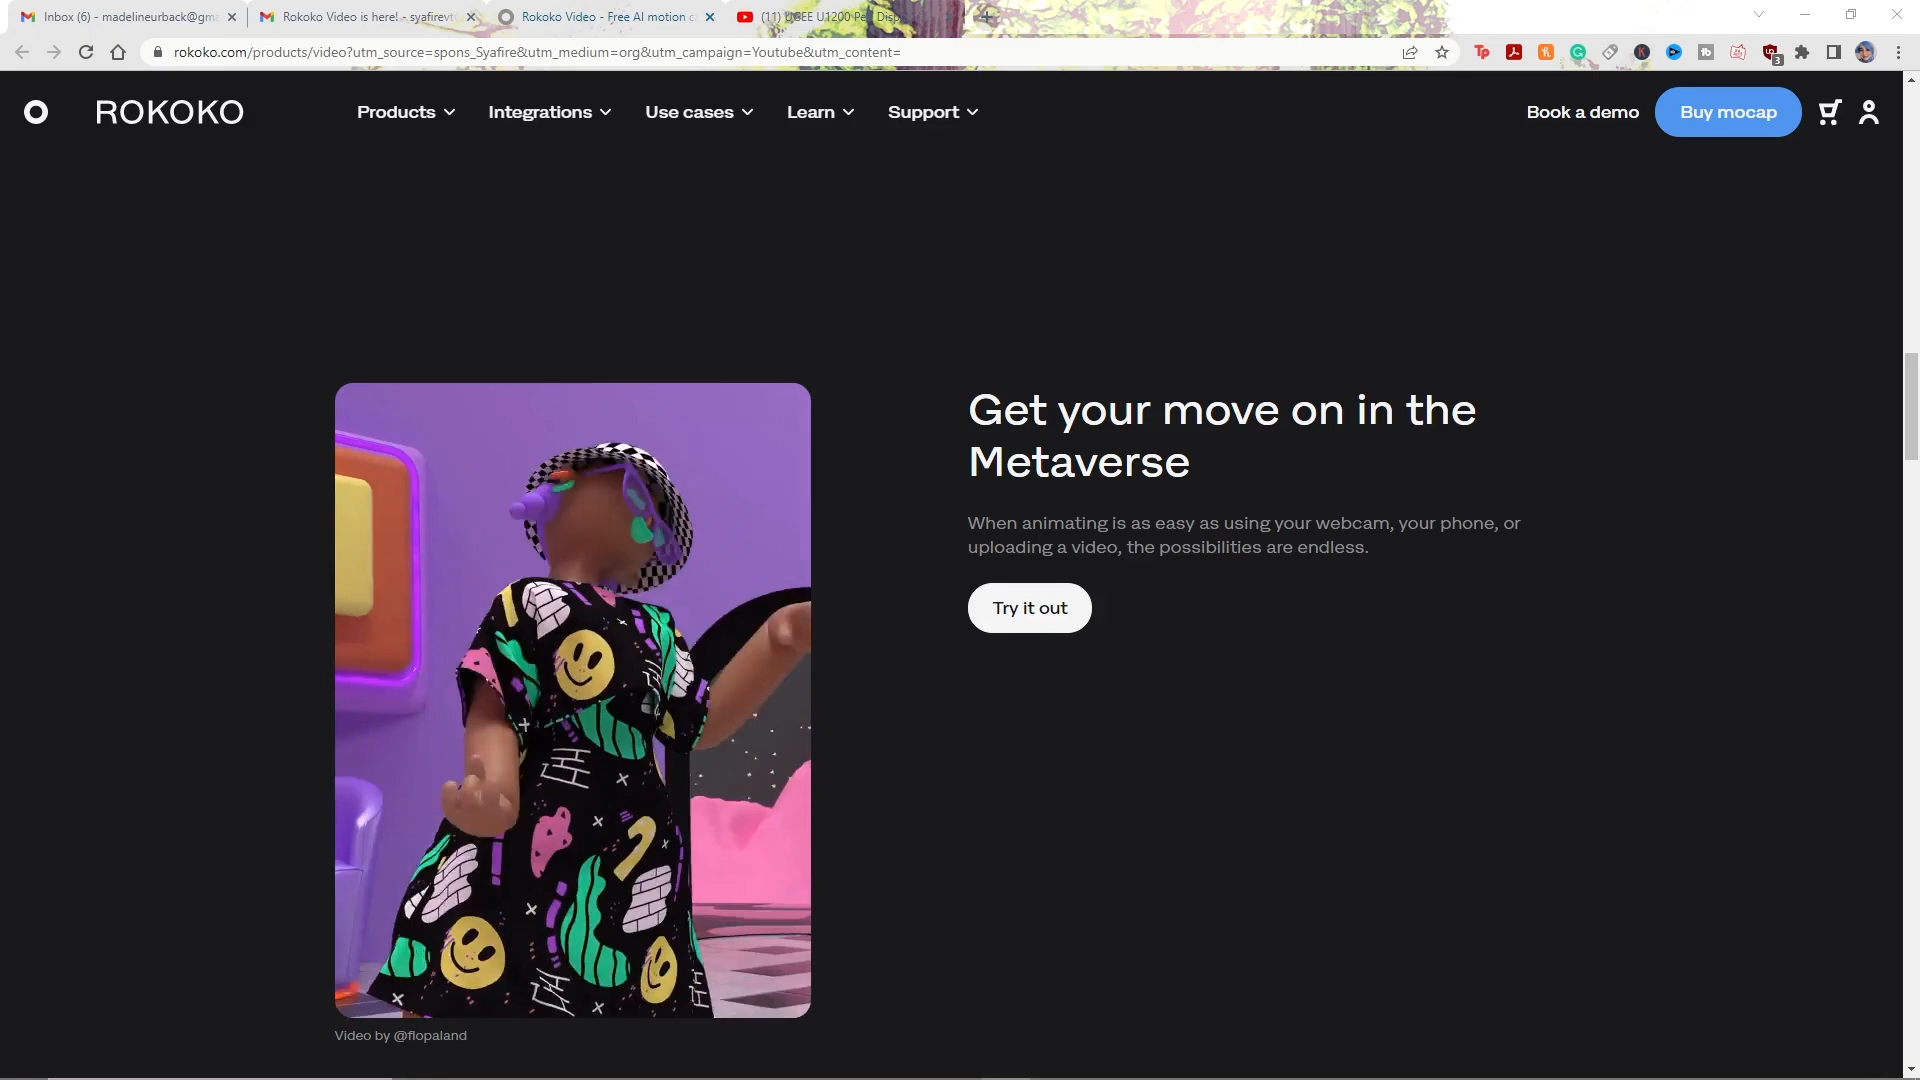 Inbox (6) - madelineurback@gma
Rokoko Video is here! - syafirevt
Rokoko Video - Free AI motion c
(11) UGEE U1200 Pen Disp
rokoko.com/products/video?utm_source=spons_Syafire&utm_medium=org&utm_campaign=Youtube&utm_content=
3
ROKOKO
Products
Integrations
Use cases
Learn
Support
Book a demo
Buy mocap
Get your move on in the
Metaverse
When animating is as easy as using your webcam, your phone, or
uploading a video, the possibilities are endless.
Try it out
Video by @flopaland